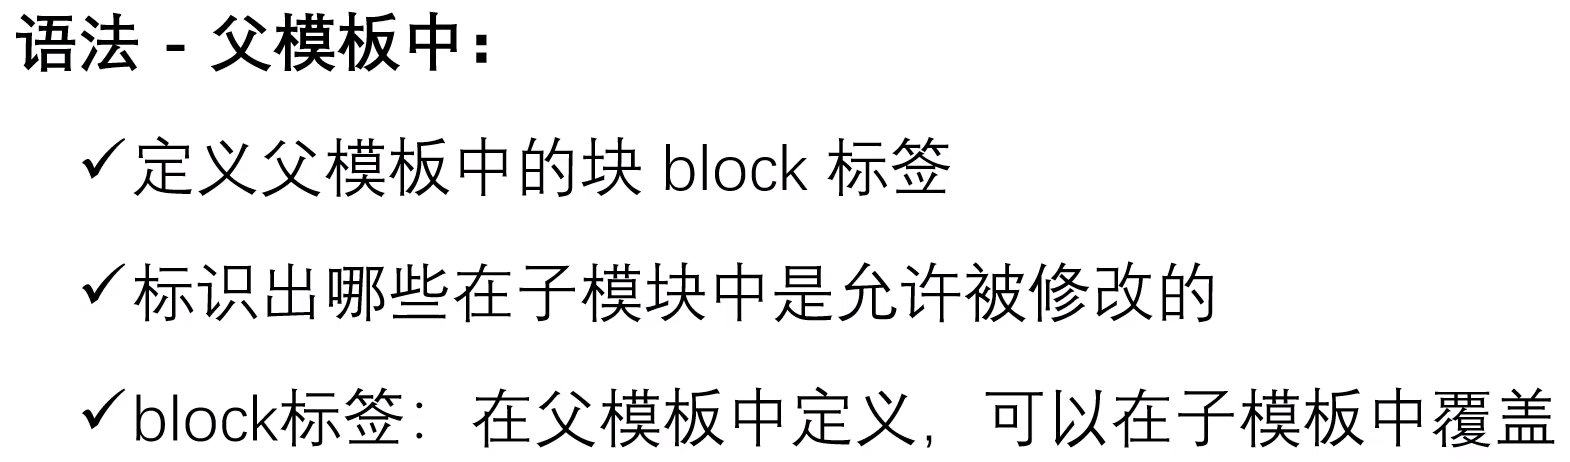 语法 - 父模板中：
✓定义父模板中的块 block 标签
✓标识出哪些在子模块中是允许被修改的
✓block标签：在父模板中定义，可以在子模板中覆盖